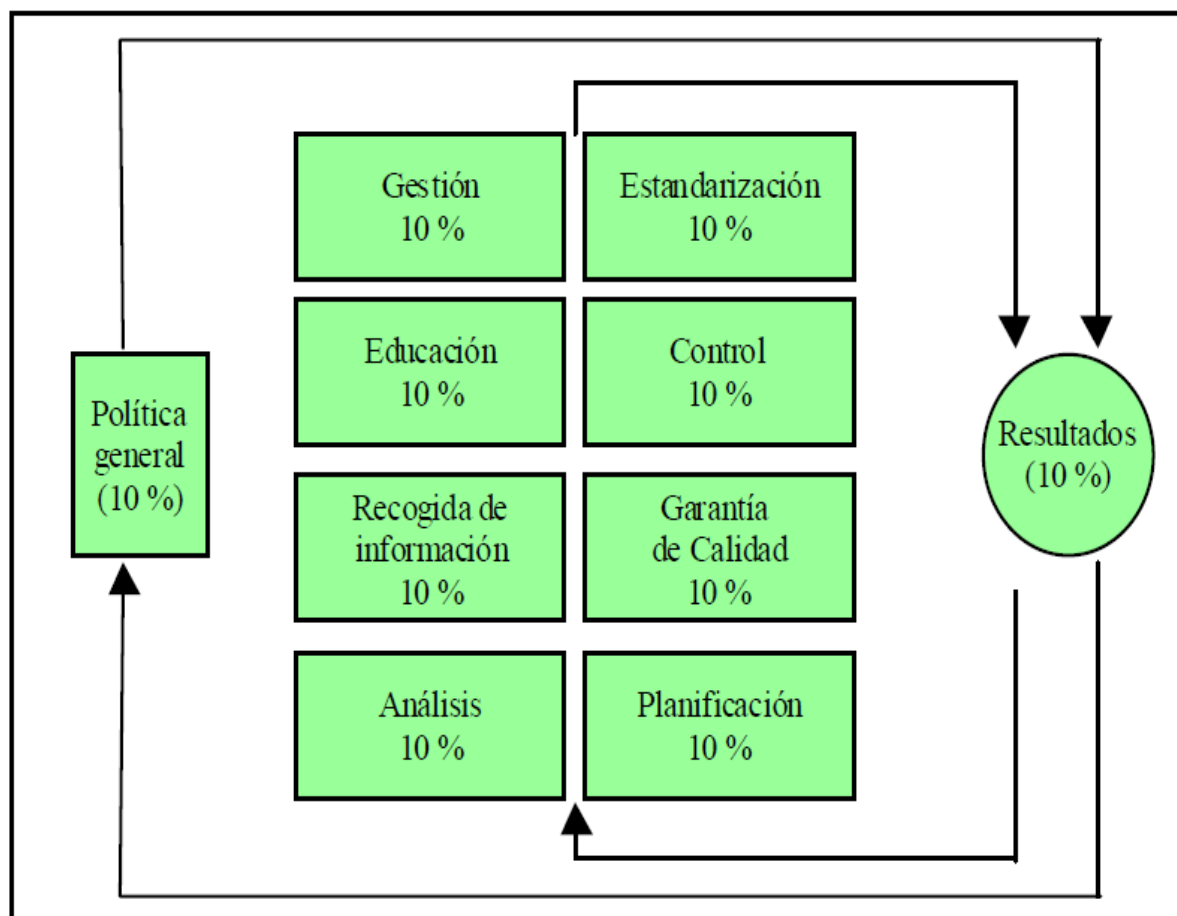 Gestión
10 %
Estandarización
10 %
Educación
10 %
Control
10 %
Política
general
(10 %)
Resultados
(10 %)
Recogida de
información
10 %
Garantía
de Calidad
10 %
Análisis
10 %
Planificación
10 %